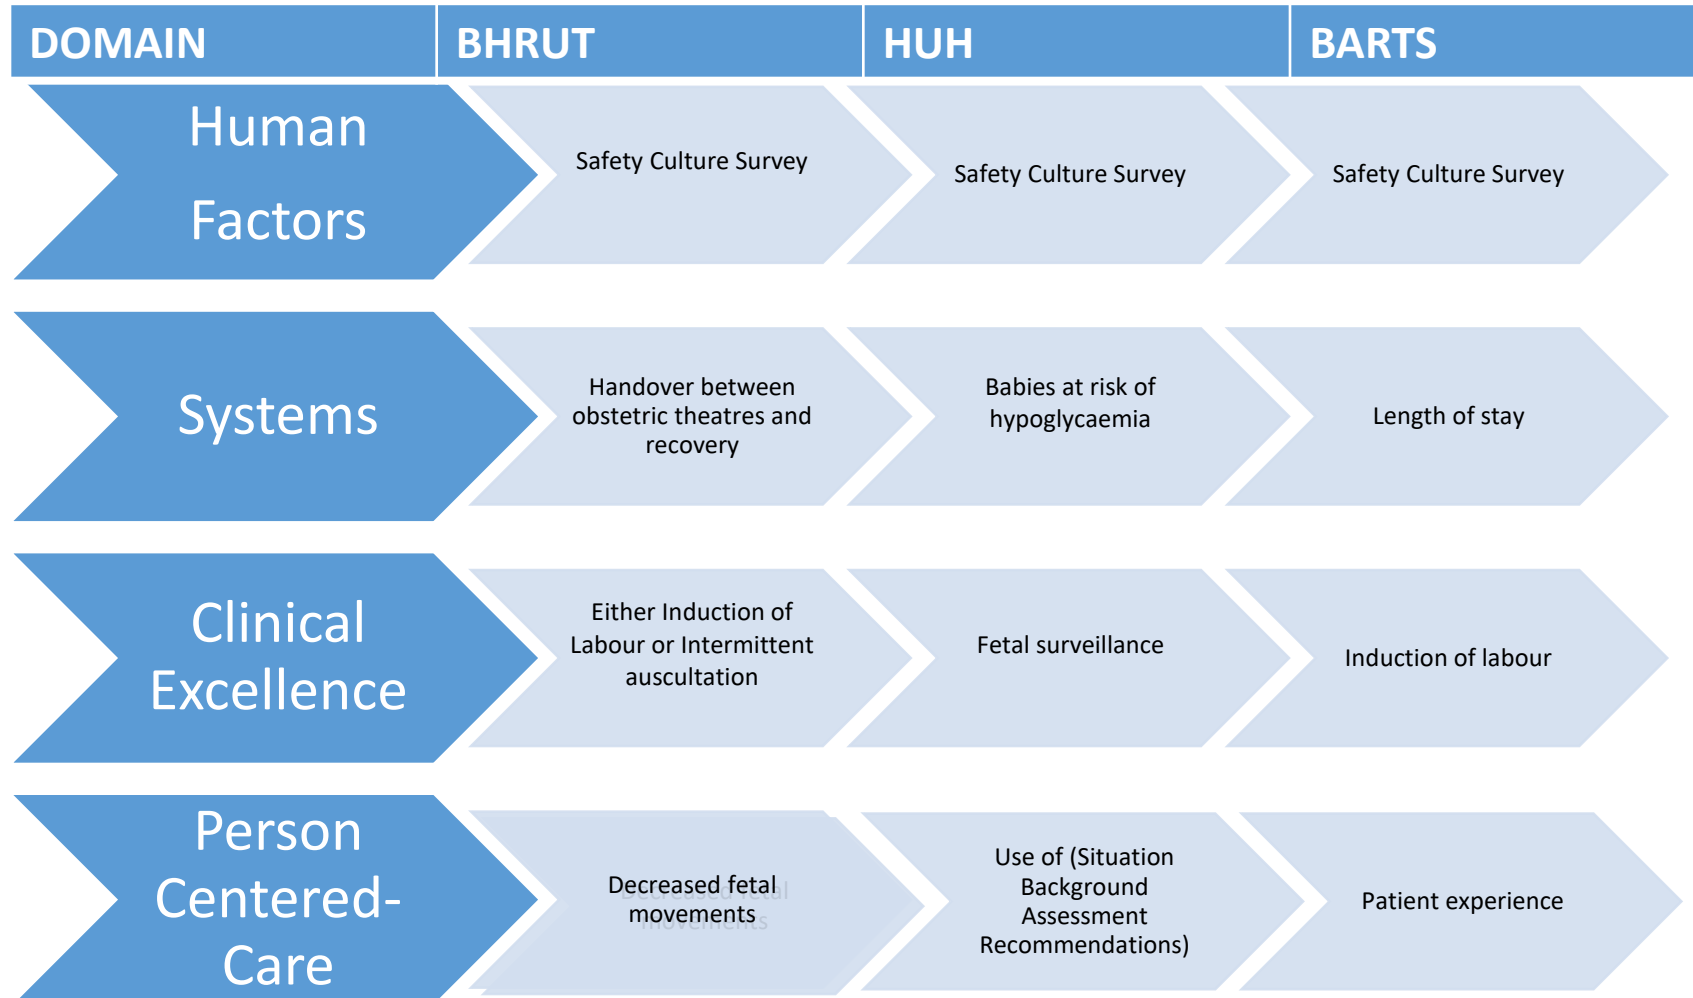 DOMAIN BHRUT HUH BARTS
Human
Factors
Safety Culture Survey
Safety Culture Survey
Safety Culture Survey
Systems
Handover between
obstetric theatres and
recovery
Babies at risk of
hypoglycaemia
Length of stay
Clinical
Excellence
Either Induction of
Labour or Intermittent
auscultation
Fetal surveillance
Induction of labour
Person
Centered-
Care
Decreased fetal
movements
Decreased fetal
movements
Use of (Situation
Background
Assessment
Recommendations)
Patient experience